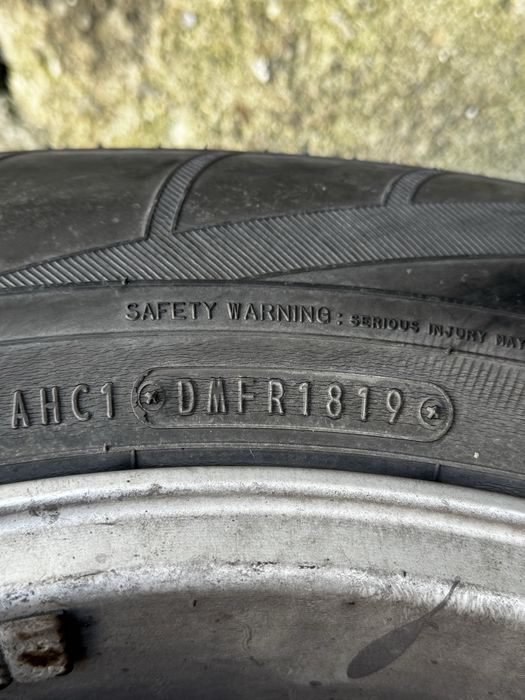 SAFETY WARNING : SERIOUS INJURY MAY
AHC1 DMFR1819